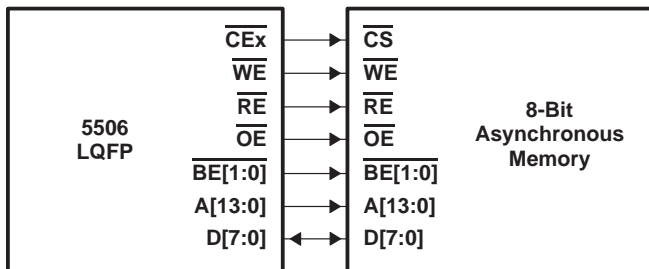 5506
LQFP
CEx
WE
RE
OE
BE[1:0]
A[13:0]
D[7:0]
CS
WE
RE
OE
BE[1:0]
A[13:0]
D[7:0]
8-Bit
Asynchronous
Memory